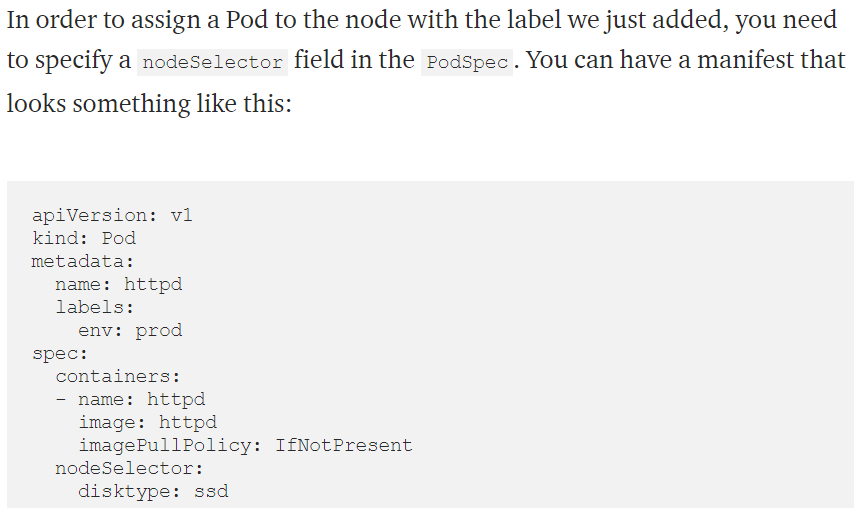 In order to assign a Pod to the node with the label we just added, you need
to specify a nodeSelector field in the PodSpec. You can have a manifest that
looks something like this:
apiVersion: v1
kind: Pod
metadata:
  name: httpd
  labels:
    env: prod
spec:
  containers:
  - name: httpd
    image: httpd
    imagePullPolicy: IfNotPresent
  nodeSelector:
    disktype: ssd